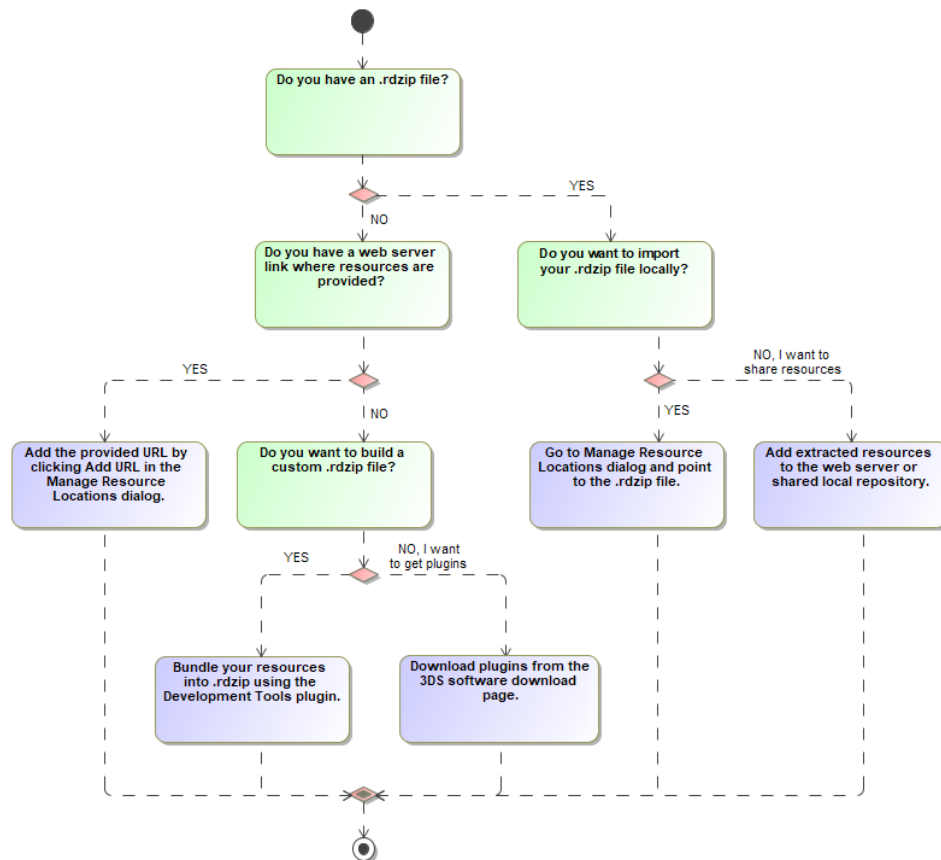 Do you have an .rdzip file?
YES
NO
Do you have a web server
link where resources are
provided?
Do you want to import
your .rdzip file locally?
YES
NO, I want to
share resources
NO
YES
Add the provided URL by
clicking Add URL in the
Manage Resource
Locations dialog.
Do you want to build a
custom .rdzip file?
Go to Manage Resource
Locations dialog and point
to the .rdzip file.
Add extracted resources
to the web server or
shared local repository.
YES
NO, I want
to get plugins
Bundle your resources
into .rdzip using the
Development Tools plugin.
Download plugins from the
3DS software download
page.